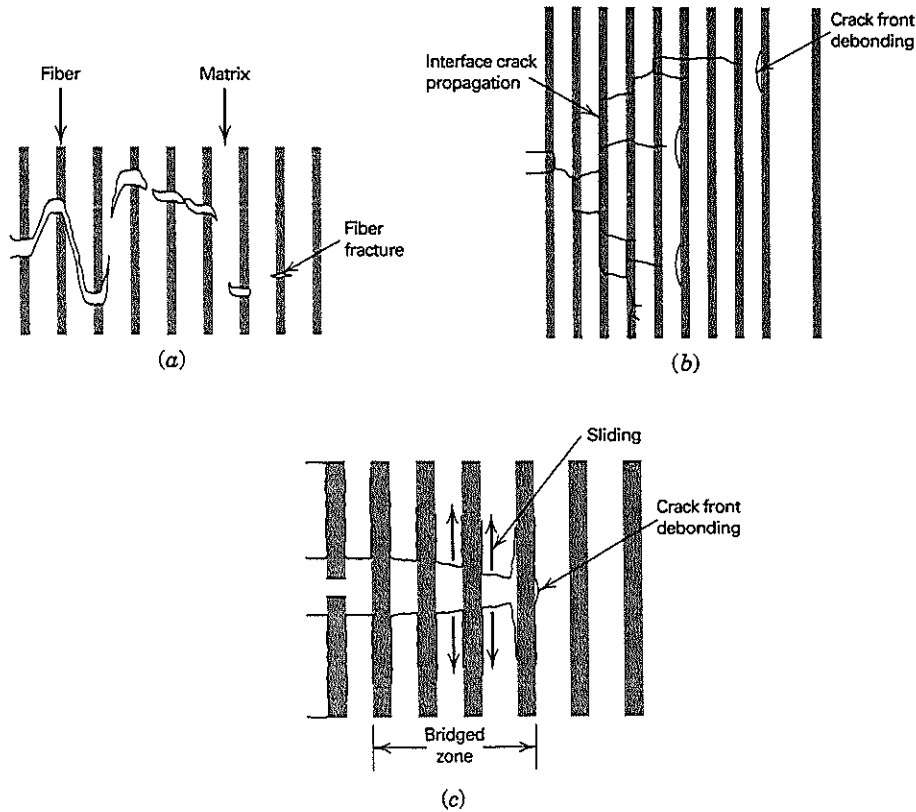 Fiber
Matrix
Fiber
fracture
(a)
Crack front
debonding
Interface crack
propagation
(b)
Sliding
Crack front
debonding
Bridged
zone
(c)